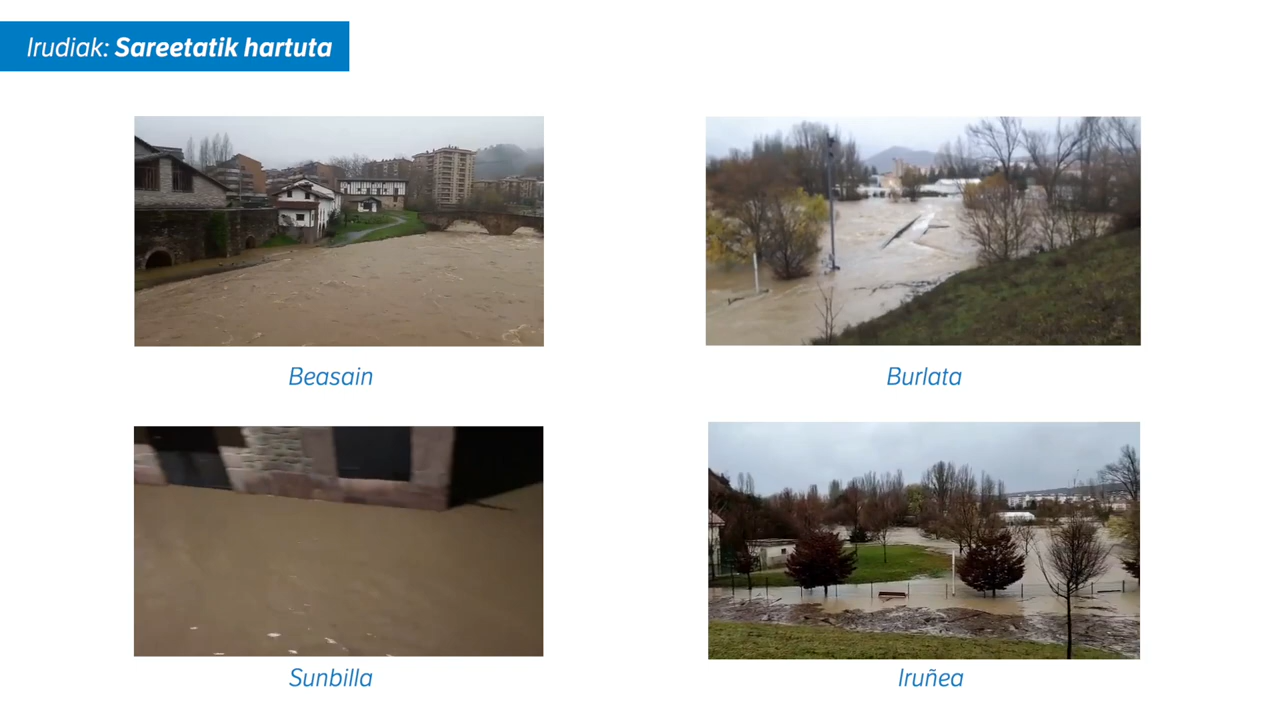 Irudiak: Sareetatik hartuta
Beasain
Burlata
Sunbilla
Iruñea